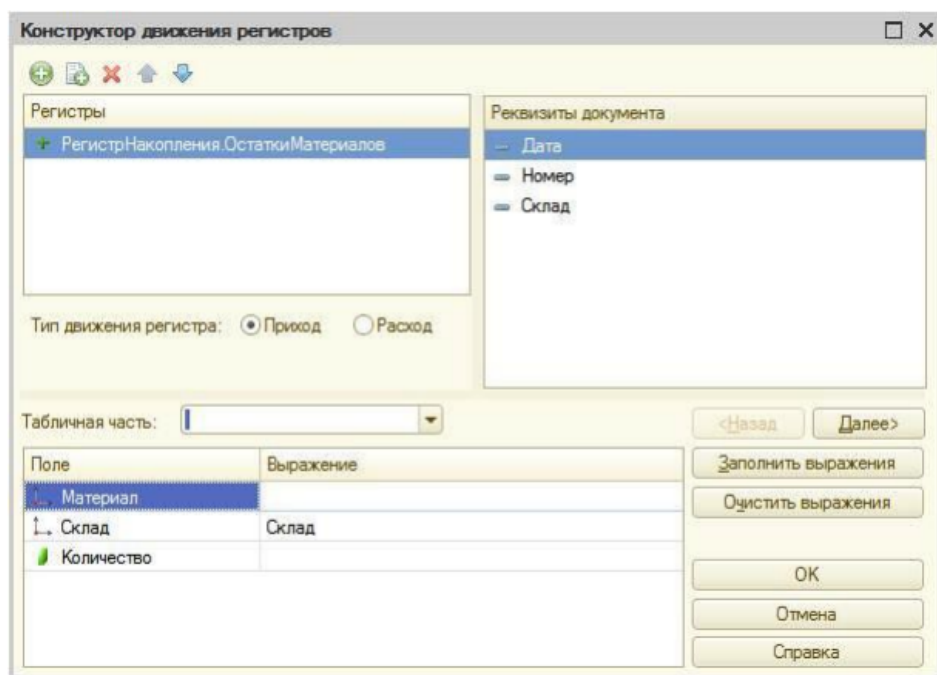 Конструктор движения регистров
Регистры
РегистрНакопления.ОстаткиМатериалов
Реквизиты документа
Дата
Номер
Склад
Тип движения регистра: Приход Расход
Табличная часть:
<Назад Далее>
Поле Выражение
Материал
Склад Склад
Количество
Заполнить выражения
Очистить выражения
OK
Отмена
Справка